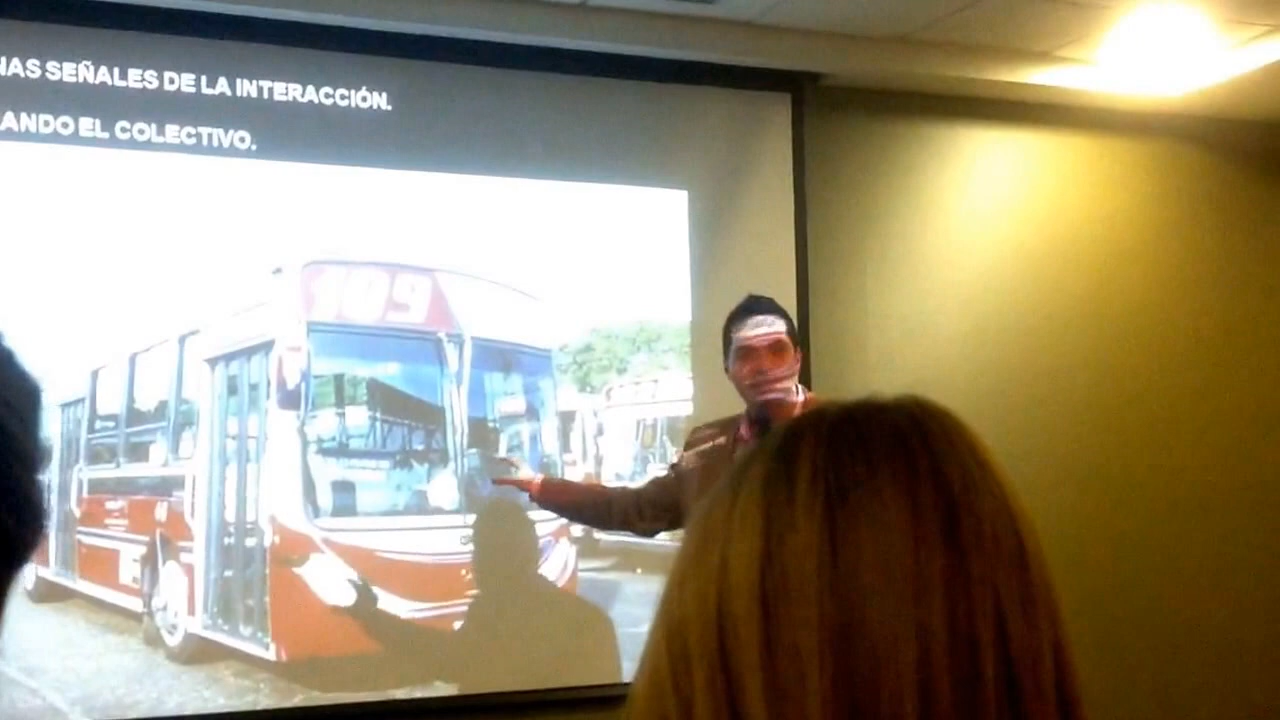 NAS SEÑALES DE LA INTERACCIÓN.
ANDO EL COLECTIVO.
109